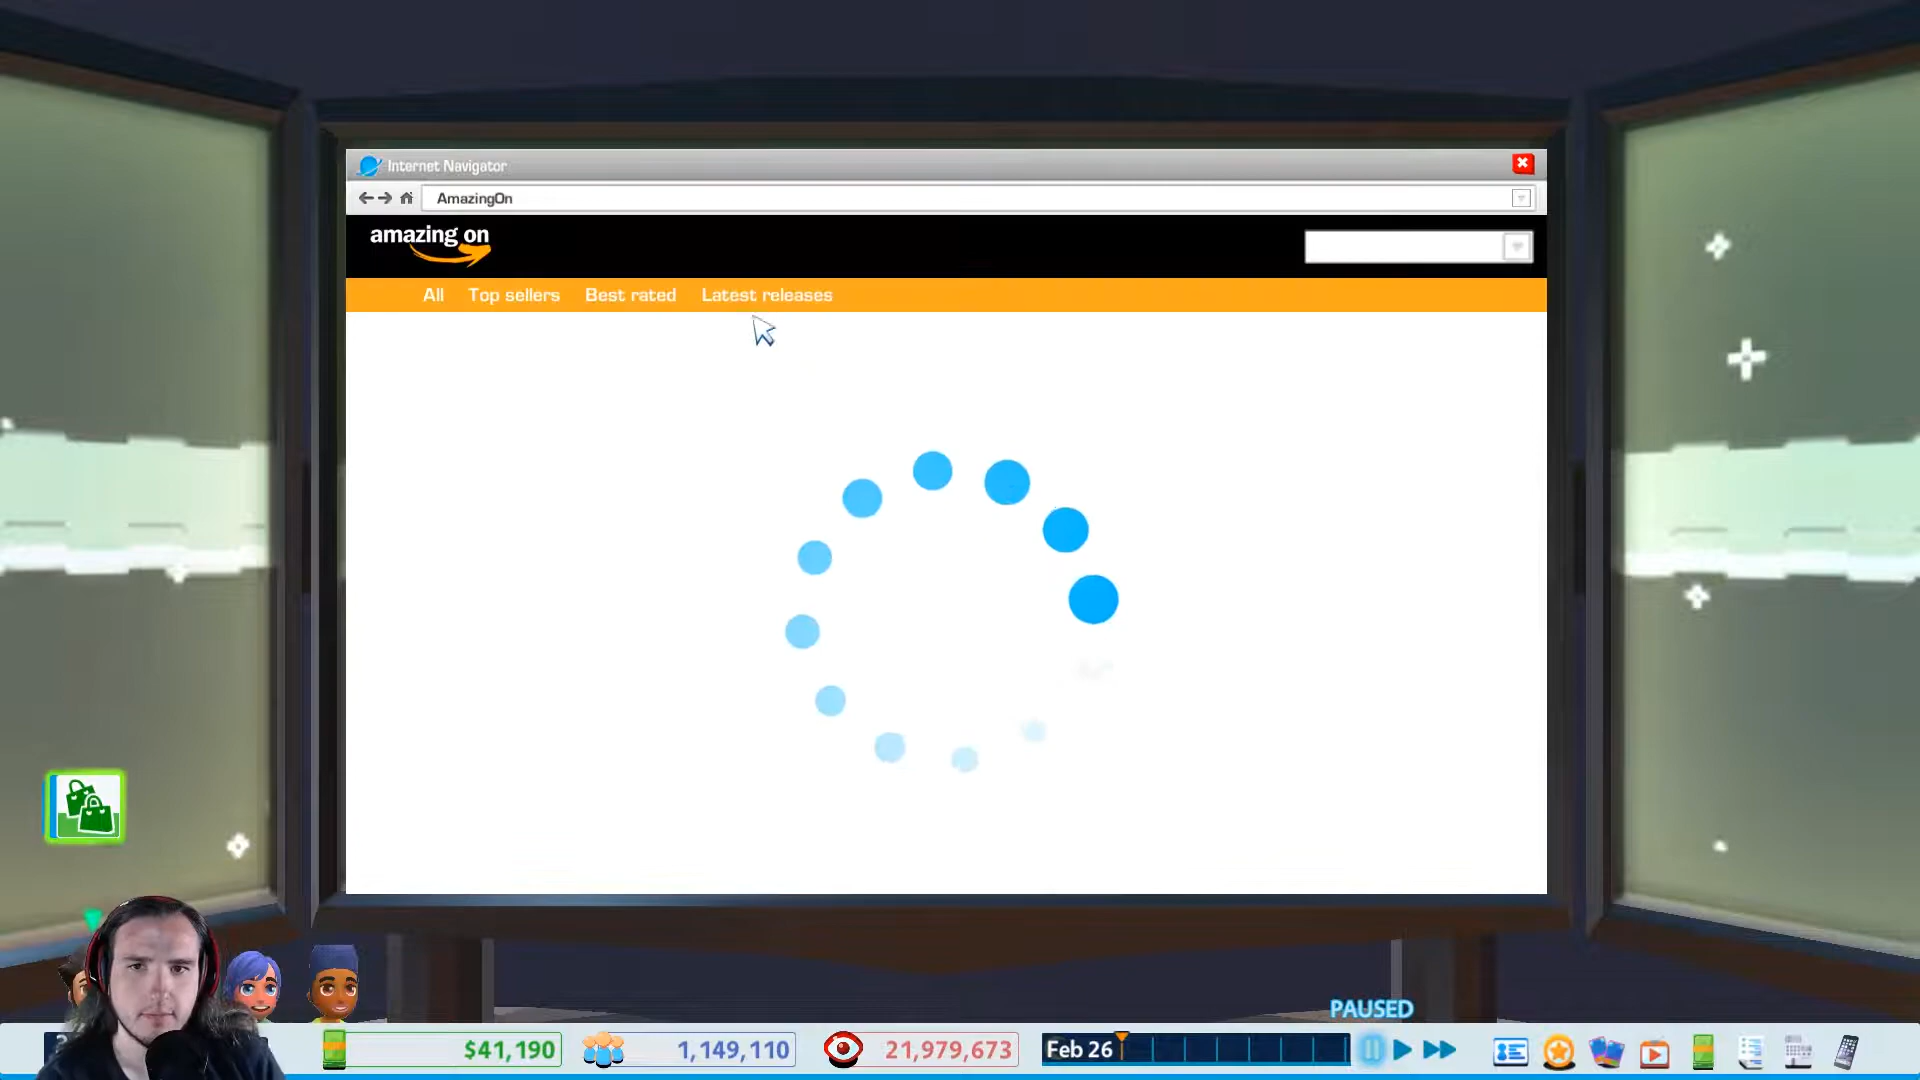 Internet Navigator
AmazingOn
amazing on
All Top sellers Best rated Latest releases
PAUSED
$41,190 1,149,110 21,979,673 Feb 26